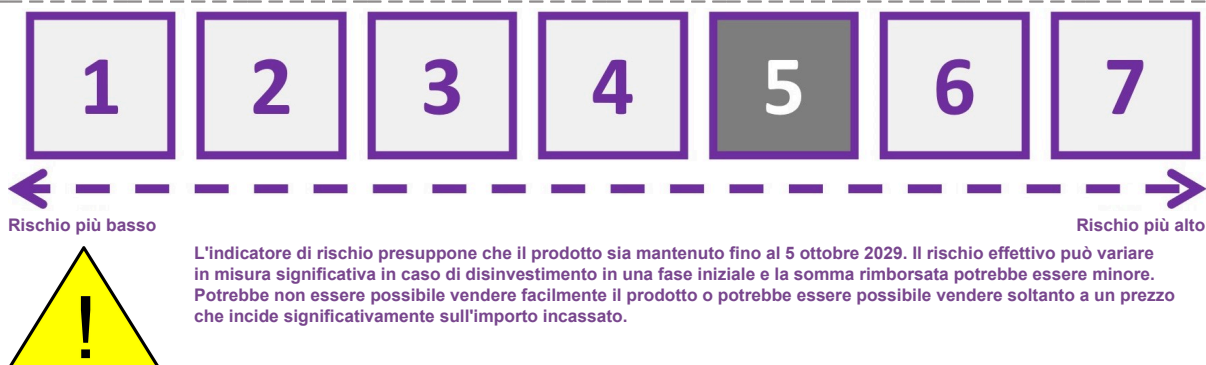 1 2 3 4 5 6 7
Rischio più basso Rischio più alto
L'indicatore di rischio presuppone che il prodotto sia mantenuto fino al 5 ottobre 2029. Il rischio effettivo può variare
in misura significativa in caso di disinvestimento in una fase iniziale e la somma rimborsata potrebbe essere minore.
Potrebbe non essere possibile vendere facilmente il prodotto o potrebbe essere possibile vendere soltanto a un prezzo
che incide significativamente sull'importo incassato.
!